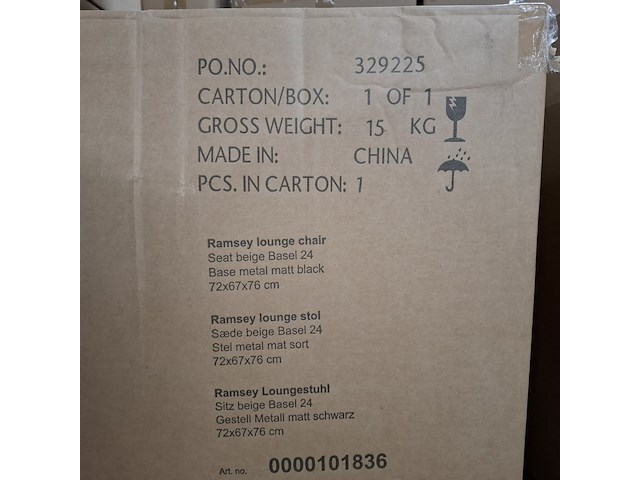 PO.NO.: 329225
CARTON/BOX: 1 OF 1
GROSS WEIGHT: 15 KG
MADE IN: CHINA
PCS. IN CARTON: 1
Ramsey lounge chair
Seat beige Basel 24
Base metal matt black
72x67x76 cm
Ramsey lounge stol
Sæde beige Basel 24
Stel metal mat sort
72x67x76 cm
Ramsey Loungestuhl
Sitz beige Basel 24
Gestell Metall matt schwarz
72x67x76 cm
Art. no. 0000101836